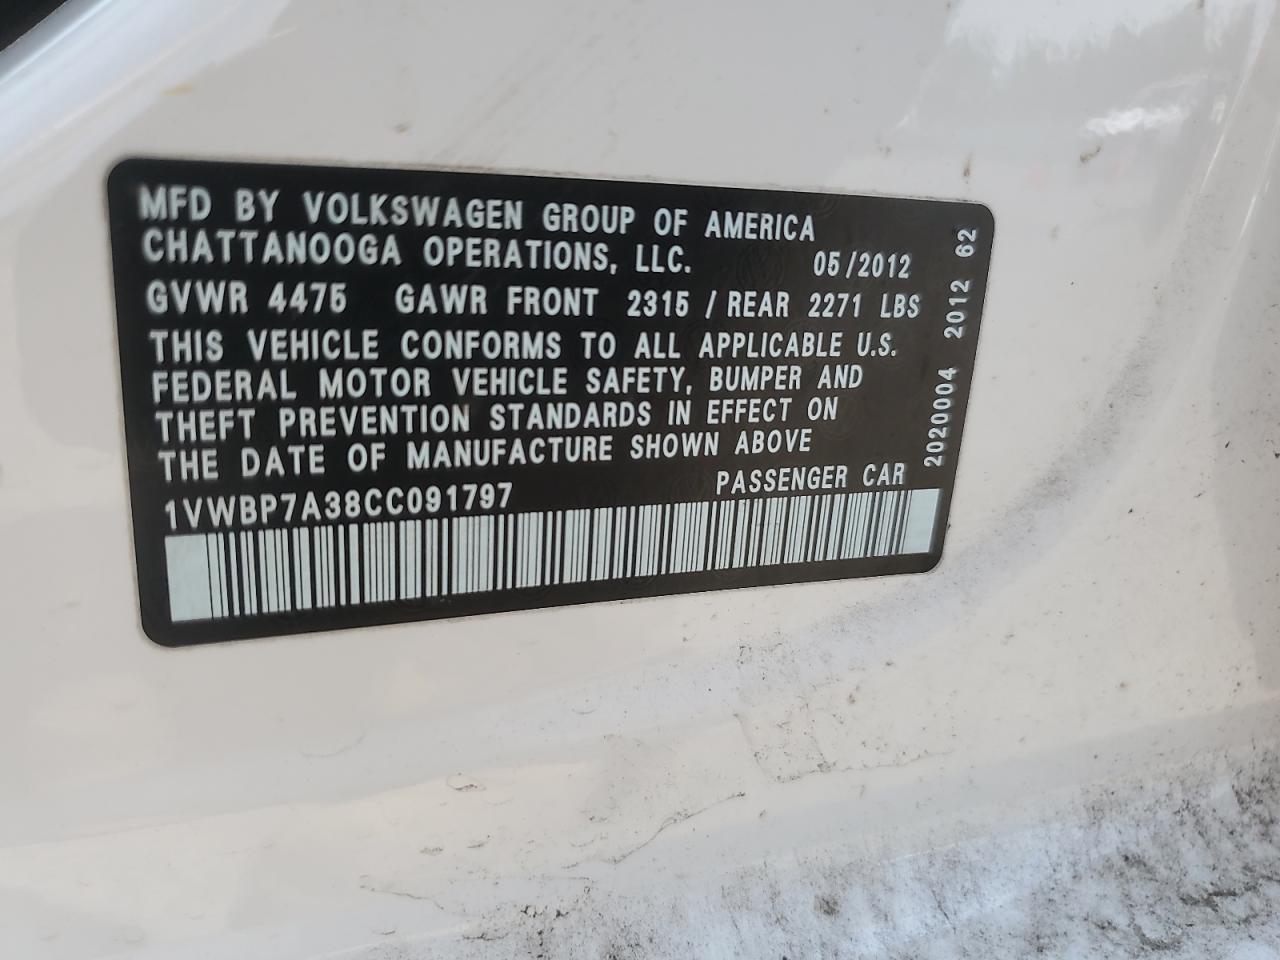 MFD BY VOLKSWAGEN GROUP OF AMERICA
CHATTANOOGA OPERATIONS, LLC. 05/2012
GVWR 4475 GAWR FRONT 2315 / REAR 2271 LBS
THIS VEHICLE CONFORMS TO ALL APPLICABLE U.S.
FEDERAL MOTOR VEHICLE SAFETY, BUMPER AND
THEFT PREVENTION STANDARDS IN EFFECT ON
THE DATE OF MANUFACTURE SHOWN ABOVE
1VWBP7A38CC091797 PASSENGER CAR
2020004 2012 62